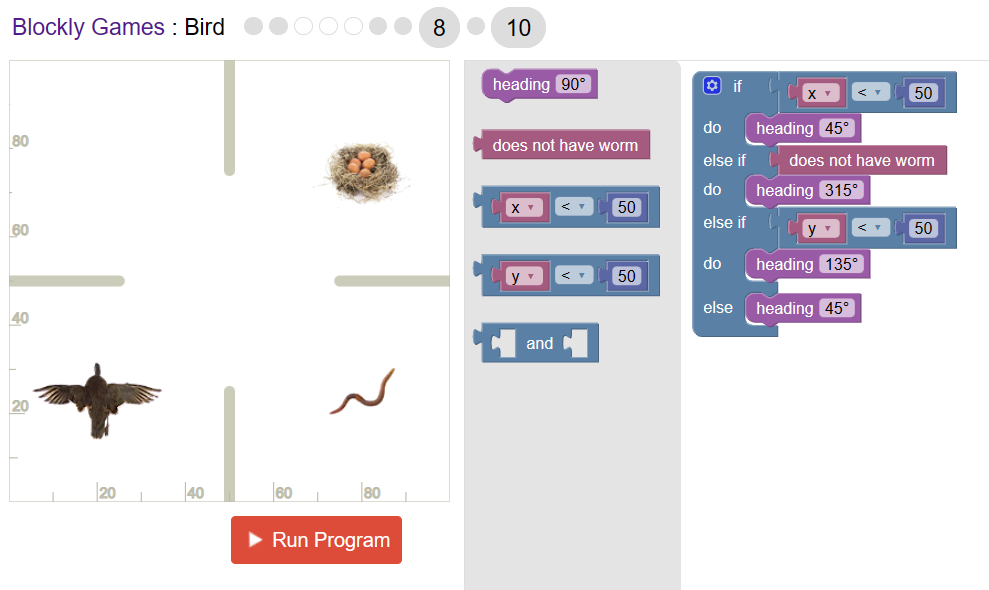 Blockly Games : Bird 8 10
80
60
40
20
20 40 60 80
Run Program
heading 90°
does not have worm
x < 50
y < 50
and
if x < 50
do heading 45°
else if does not have worm
do heading 315°
else if y < 50
do heading 135°
else heading 45°